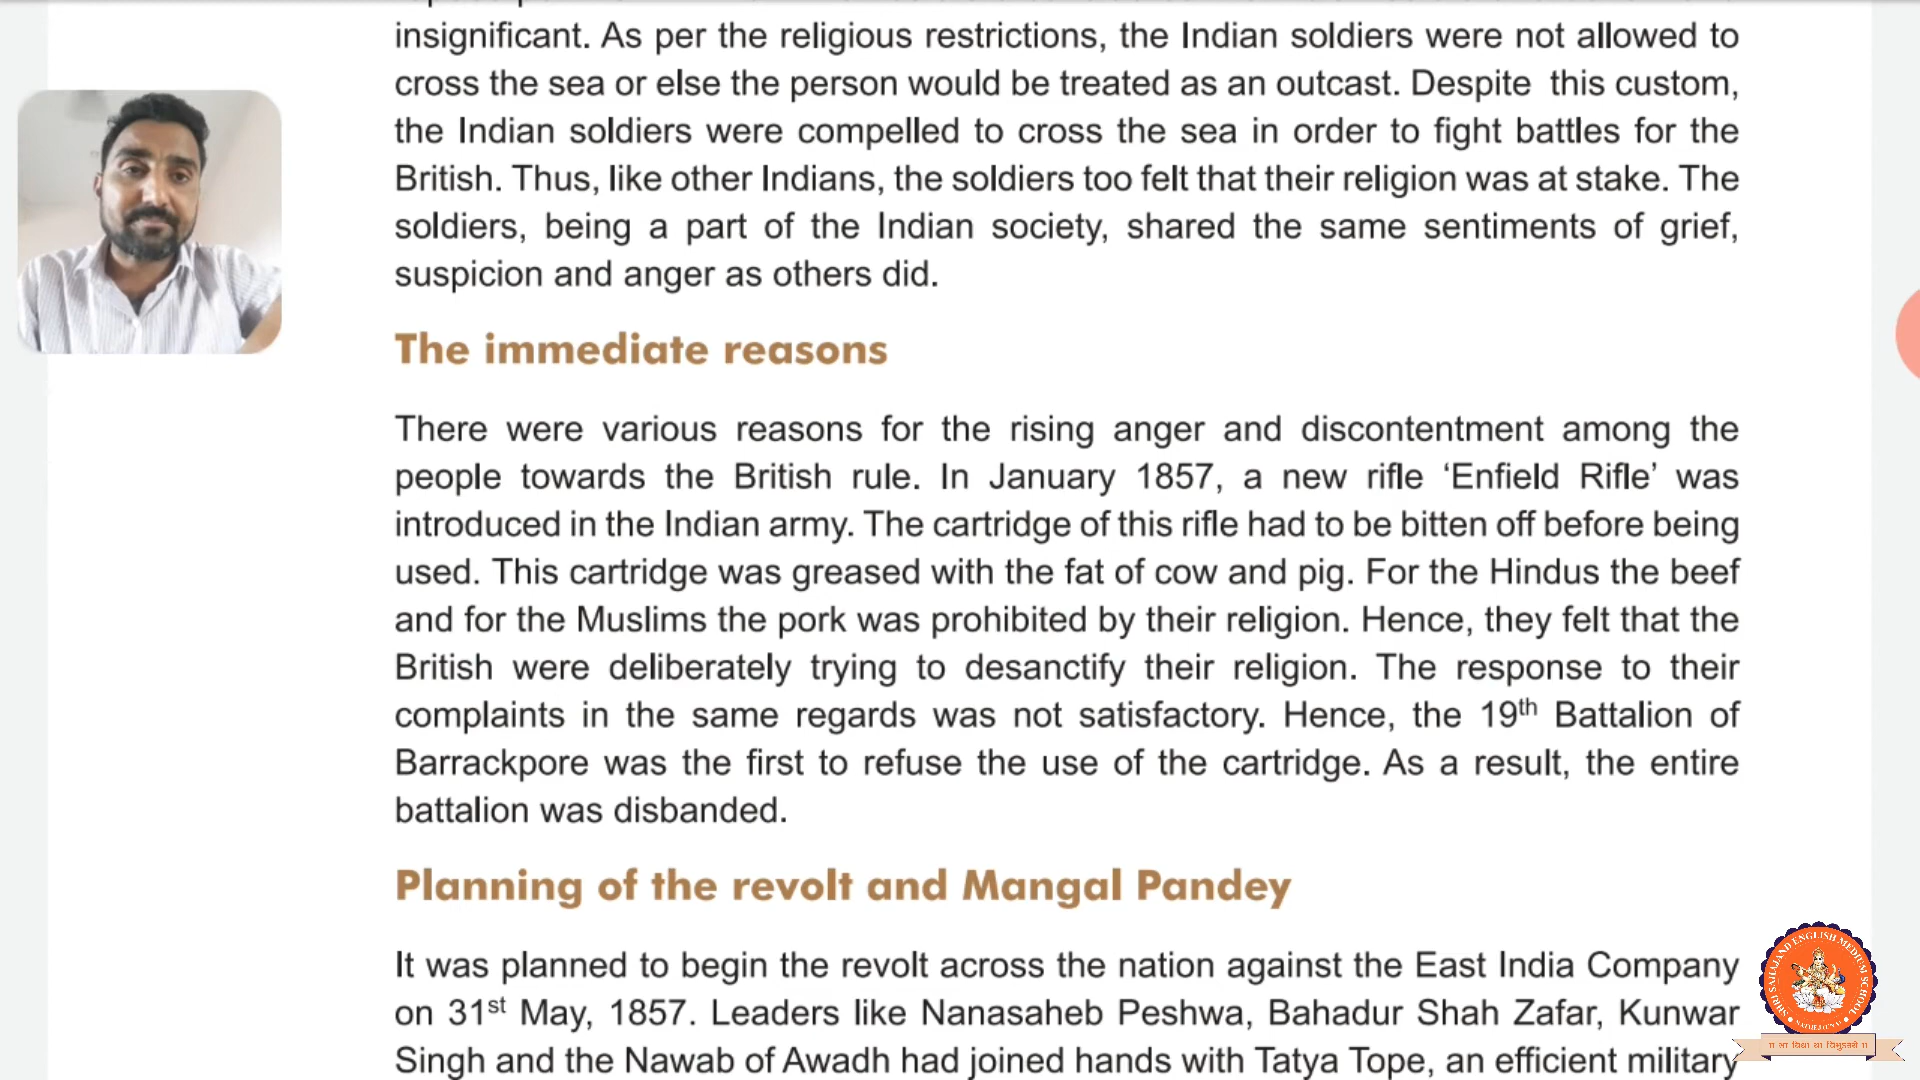 insignificant. As per the religious restrictions, the Indian soldiers were not allowed to
cross the sea or else the person would be treated as an outcast. Despite this custom,
the Indian soldiers were compelled to cross the sea in order to fight battles for the
British. Thus, like other Indians, the soldiers too felt that their religion was at stake. The
soldiers, being a part of the Indian society, shared the same sentiments of grief,
suspicion and anger as others did.
The immediate reasons
There were various reasons for the rising anger and discontentment among the
people towards the British rule. In January 1857, a new rifle ‘Enfield Rifle’ was
introduced in the Indian army. The cartridge of this rifle had to be bitten off before being
used. This cartridge was greased with the fat of cow and pig. For the Hindus the beef
and for the Muslims the pork was prohibited by their religion. Hence, they felt that the
British were deliberately trying to desanctify their religion. The response to their
complaints in the same regards was not satisfactory. Hence, the 19th Battalion of
Barrackpore was the first to refuse the use of the cartridge. As a result, the entire
battalion was disbanded.
Planning of the revolt and Mangal Pandey
It was planned to begin the revolt across the nation against the East India Company
on 31st May, 1857. Leaders like Nanasaheb Peshwa, Bahadur Shah Zafar, Kunwar
Singh and the Nawab of Awadh had joined hands with Tatya Tope, an efficient military
SHRI SAHAJANAND ENGLISH MEDIUM SCHOOL
॥ सा विद्या या विमुक्तये ॥